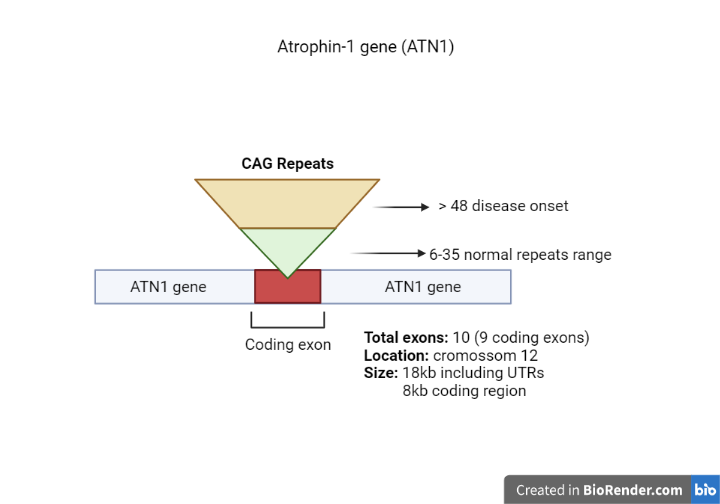 Atrophin-1 gene (ATN1)
CAG Repeats
> 48 disease onset
6-35 normal repeats range
ATN1 gene
ATN1 gene
Coding exon
Total exons: 10 (9 coding exons)
Location: cromossom 12
Size: 18kb including UTRs
8kb coding region
Created in BioRender.com bio